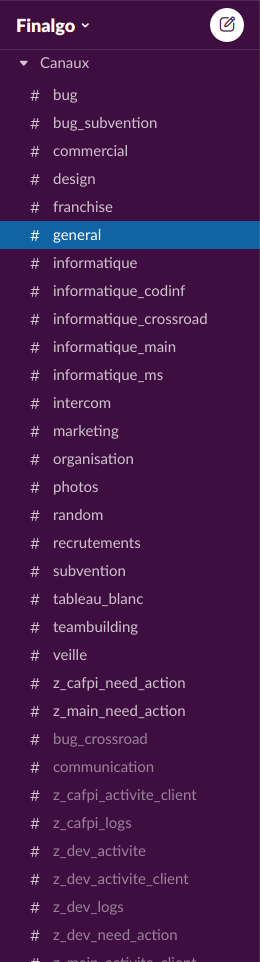 Finalgo
Canaux
# bug
# bug_subvention
# commercial
# design
# franchise
# general
# informatique
# informatique_codinf
# informatique_crossroad
# informatique_main
# informatique_ms
# intercom
# marketing
# organisation
# photos
# random
# recrutements
# subvention
# tableau_blanc
# teambuilding
# veille
# z_cafpi_need_action
# z_main_need_action
# bug_crossroad
# communication
# z_cafpi_activite_client
# z_cafpi_logs
# z_dev_activite
# z_dev_activite_client
# z_dev_logs
# z_dev_need_action
# z_main_activite_client